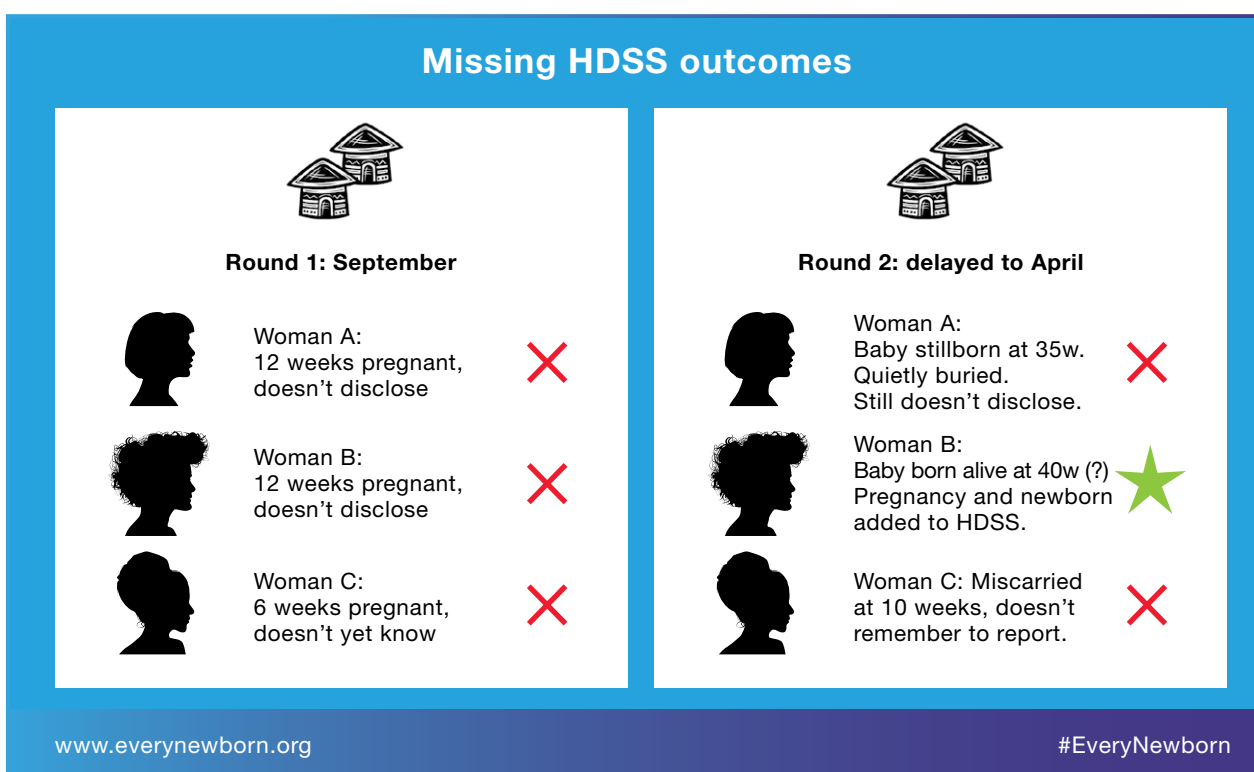 Missing HDSS outcomes
Round 1: September
Woman A:
12 weeks pregnant,
doesn’t disclose
Woman B:
12 weeks pregnant,
doesn’t disclose
Woman C:
6 weeks pregnant,
doesn’t yet know
Round 2: delayed to April
Woman A:
Baby stillborn at 35w.
Quietly buried.
Still doesn’t disclose.
Woman B:
Baby born alive at 40w (?)
Pregnancy and newborn
added to HDSS.
Woman C: Miscarried
at 10 weeks, doesn’t
remember to report.
www.everynewborn.org
#EveryNewborn